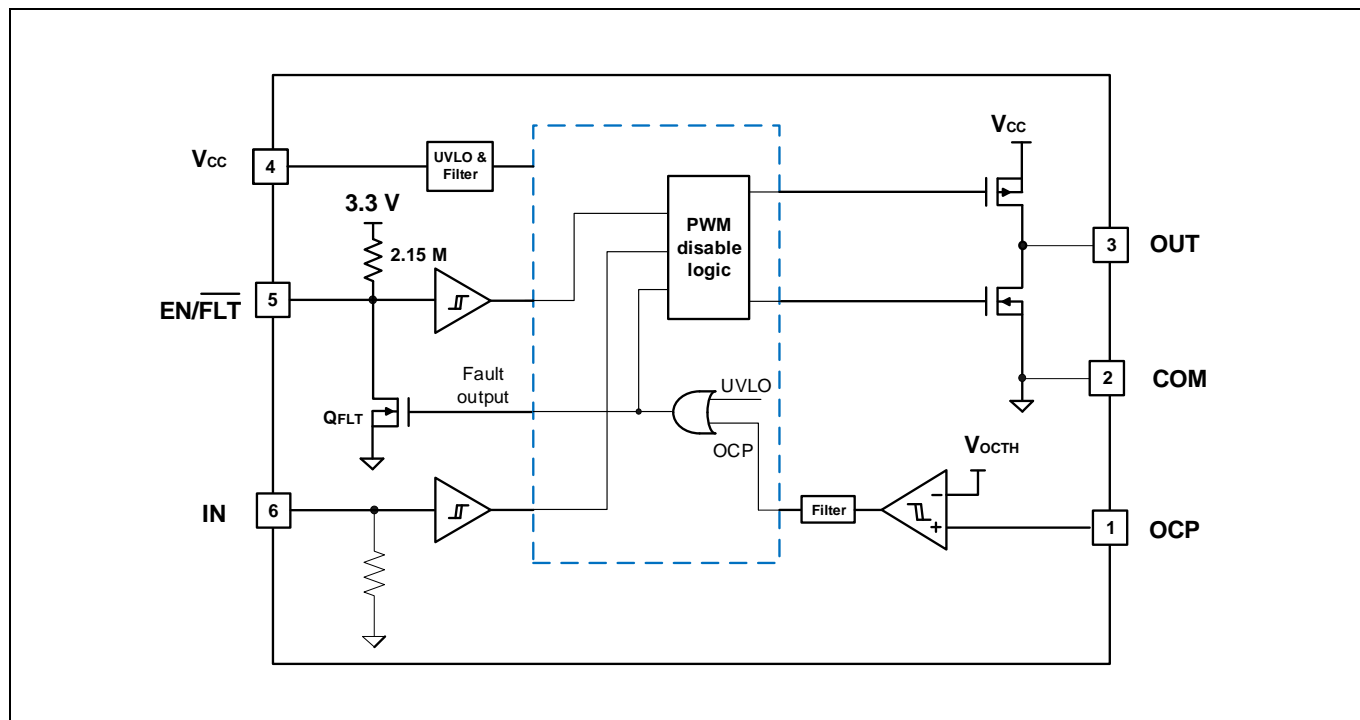 VCC
4
UVLO &
Filter
VCC
3.3 V
2.15 M
PWM
disable
logic
3
OUT
EN/FLT
5
2
COM
Fault
output
UVLO
QFLT
OCP
VOCTH
IN
6
Filter
–
+
1
OCP